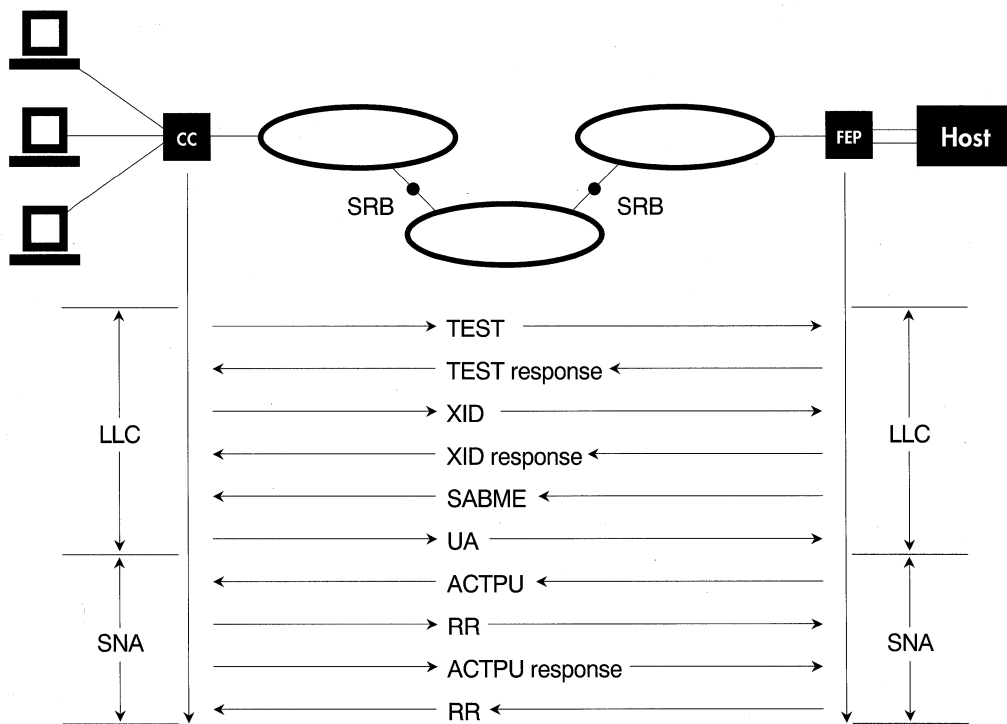 CC
FEP
Host
SRB
SRB
TEST
TEST response
XID
LLC
LLC
XID response
SABME
UA
ACTPU
RR
SNA
SNA
ACTPU response
RR